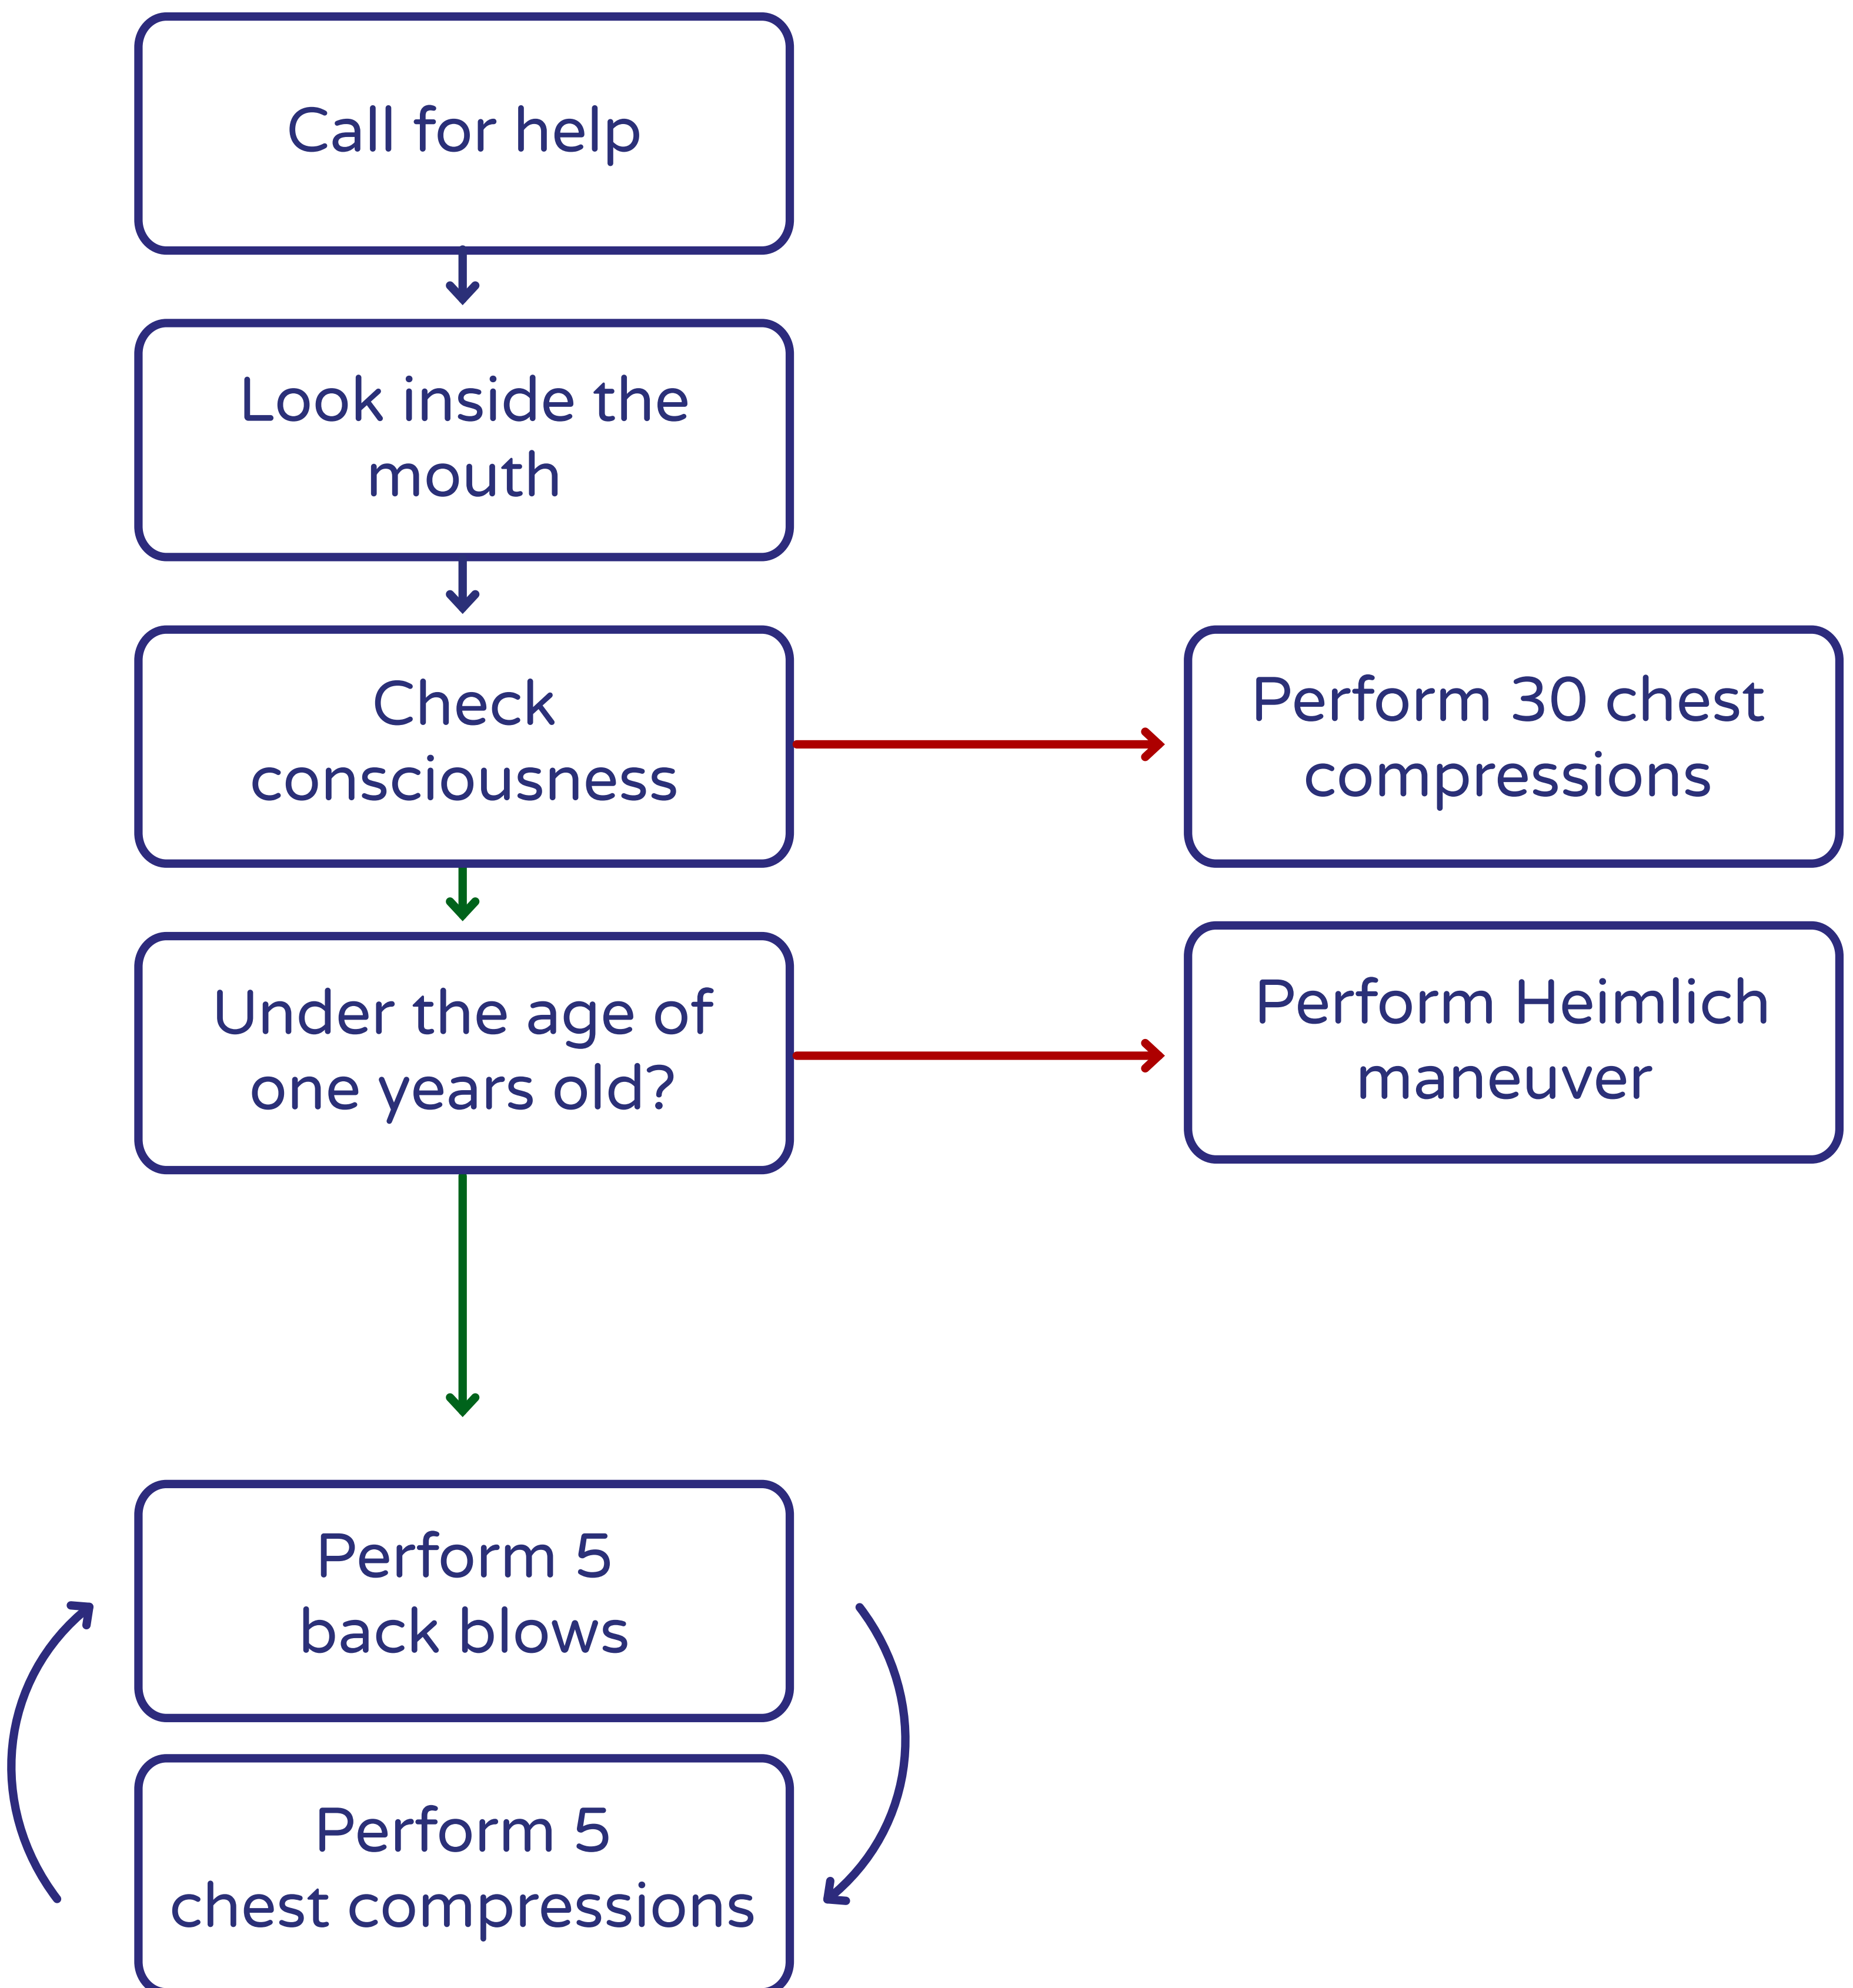 Call for help
Look inside the
mouth
Check
consciousness
Perform 30 chest
compressions
Under the age of
one years old?
Perform Heimlich
maneuver
Perform 5
back blows
Perform 5
chest compressions